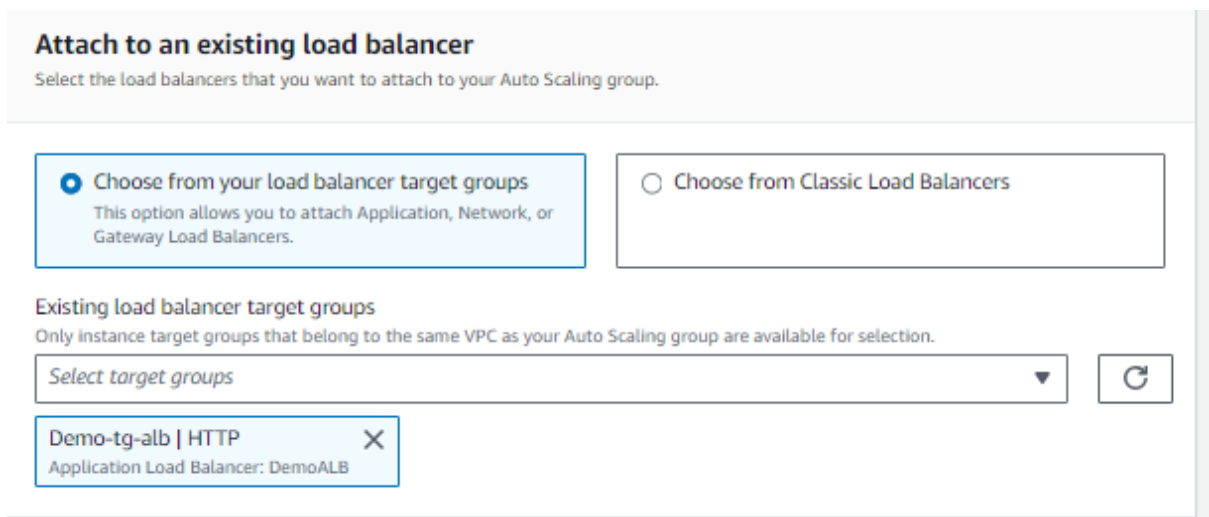 Attach to an existing load balancer
Select the load balancers that you want to attach to your Auto Scaling group.
Choose from your load balancer target groups
This option allows you to attach Application, Network, or
Gateway Load Balancers.
Choose from Classic Load Balancers
Existing load balancer target groups
Only instance target groups that belong to the same VPC as your Auto Scaling group are available for selection.
Select target groups
Demo-tg-alb | HTTP
Application Load Balancer: DemoALB